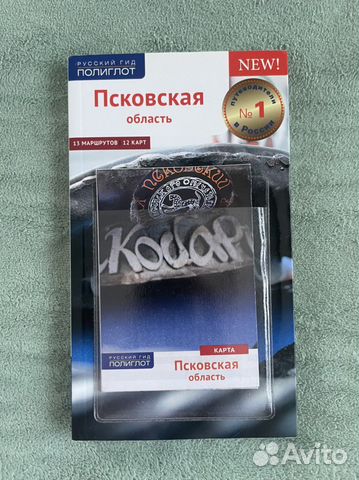 РУССКИЙ ГИД
ПОЛИГЛОТ
NEW!
Псковская
область
13 МАРШРУТОВ 12 КАРТ
путеводители
№ 1
в России
ПСКОВСКИЙ
КАРТА
РУССКИЙ ГИД
ПОЛИГЛОТ
Псковская
область
Avito